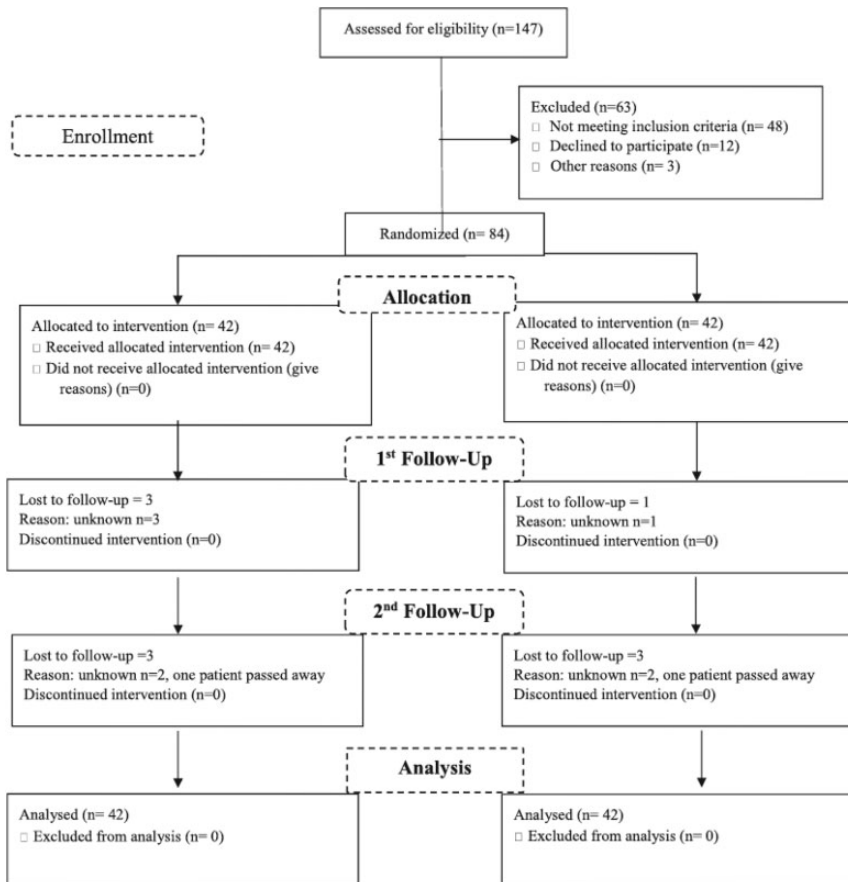 Assessed for eligibility (n=147)
Excluded (n=63)
□ Not meeting inclusion criteria (n= 48)
□ Declined to participate (n=12)
□ Other reasons (n= 3)
Enrollment
Randomized (n= 84)
Allocation
Allocated to intervention (n= 42)
□ Received allocated intervention (n= 42)
□ Did not receive allocated intervention (give
reasons) (n=0)
Allocated to intervention (n= 42)
□ Received allocated intervention (n= 42)
□ Did not receive allocated intervention (give
reasons) (n=0)
1st Follow-Up
Lost to follow-up = 3
Reason: unknown n=3
Discontinued intervention (n=0)
Lost to follow-up = 1
Reason: unknown n=1
Discontinued intervention (n=0)
2nd Follow-Up
Lost to follow-up =3
Reason: unknown n=2, one patient passed away
Discontinued intervention (n=0)
Lost to follow-up =3
Reason: unknown n=2, one patient passed away
Discontinued intervention (n=0)
Analysis
Analysed (n= 42)
□ Excluded from analysis (n= 0)
Analysed (n= 42)
□ Excluded from analysis (n= 0)